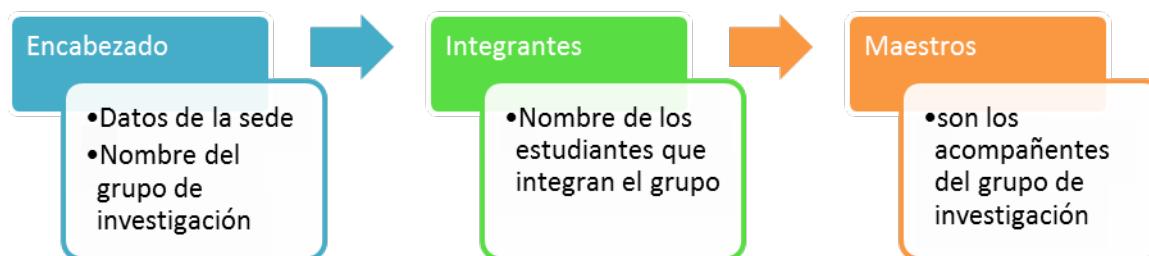 Encabezado
•Datos de la sede
•Nombre del
grupo de
investigación
Integrantes
•Nombre de los
estudiantes que
integran el grupo
Maestros
•son los
acompañentes
del grupo de
investigación